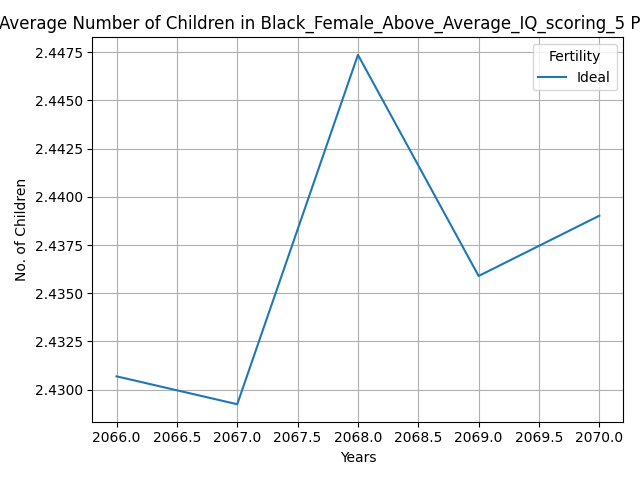 Average Number of Children in Black_Female_Above_Average_IQ_scoring_5 P
Fertility
Ideal
2.4475
2.4450
2.4425
2.4400
2.4375
2.4350
2.4325
2.4300
No. of Children
2066.0 2066.5 2067.0 2067.5 2068.0 2068.5 2069.0 2069.5 2070.0
Years